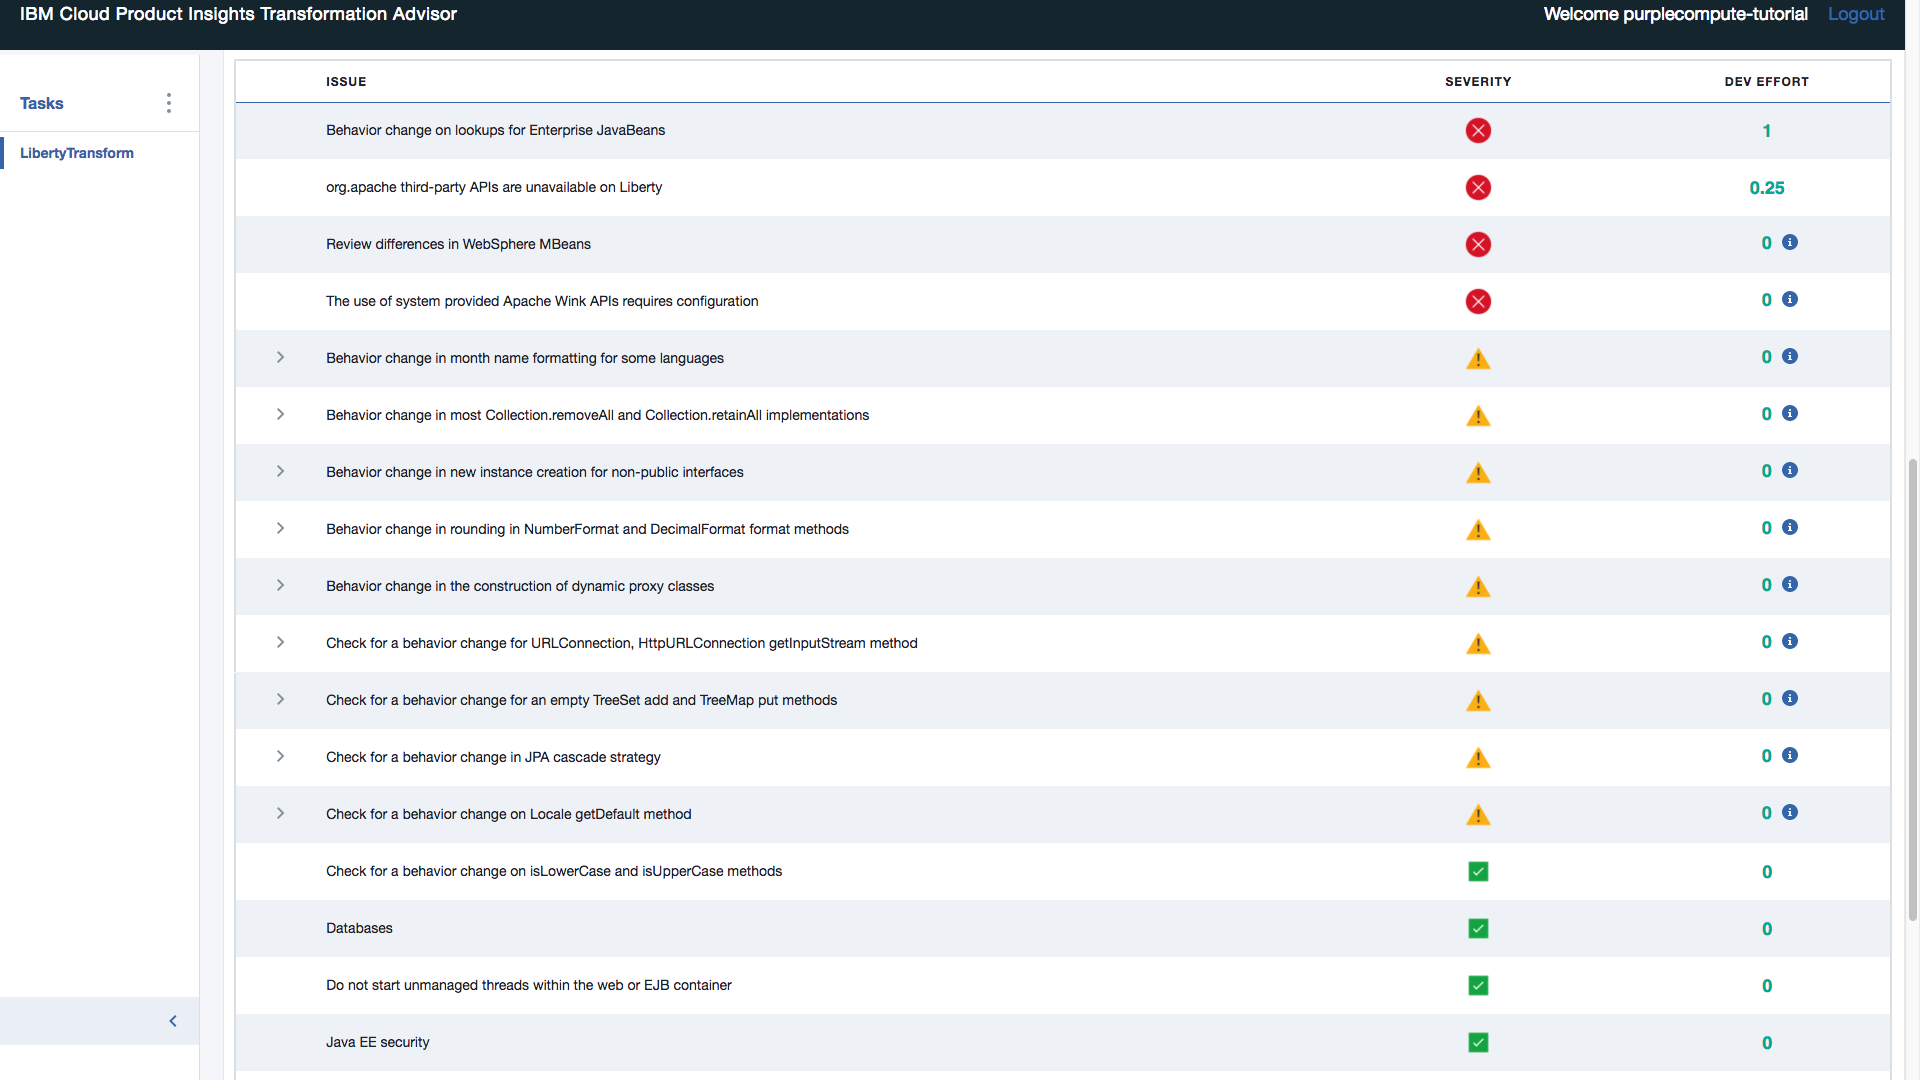 IBM Cloud Product Insights Transformation Advisor
Welcome purplecompute-tutorial Logout
Tasks
LibertyTransform
ISSUE SEVERITY DEV EFFORT
Behavior change on lookups for Enterprise JavaBeans 1
org.apache third-party APIs are unavailable on Liberty 0.25
Review differences in WebSphere MBeans 0
The use of system provided Apache Wink APIs requires configuration 0
Behavior change in month name formatting for some languages 0
Behavior change in most Collection.removeAll and Collection.retainAll implementations 0
Behavior change in new instance creation for non-public interfaces 0
Behavior change in rounding in NumberFormat and DecimalFormat format methods 0
Behavior change in the construction of dynamic proxy classes 0
Check for a behavior change for URLConnection, HttpURLConnection getInputStream method 0
Check for a behavior change for an empty TreeSet add and TreeMap put methods 0
Check for a behavior change in JPA cascade strategy 0
Check for a behavior change on Locale getDefault method 0
Check for a behavior change on isLowerCase and isUpperCase methods 0
Databases 0
Do not start unmanaged threads within the web or EJB container 0
Java EE security 0